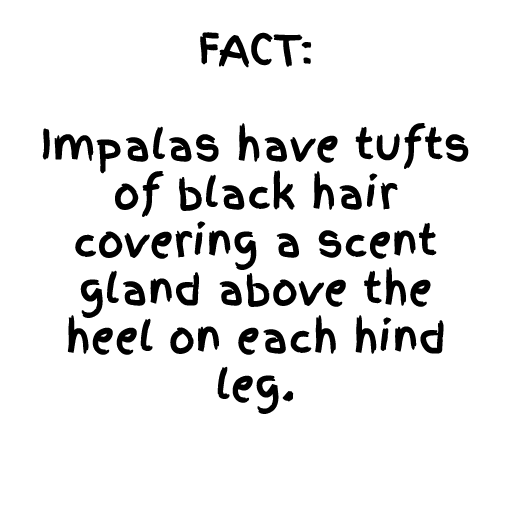 FACT:
Impalas have tufts
of black hair
covering a scent
gland above the
heel on each hind
leg.